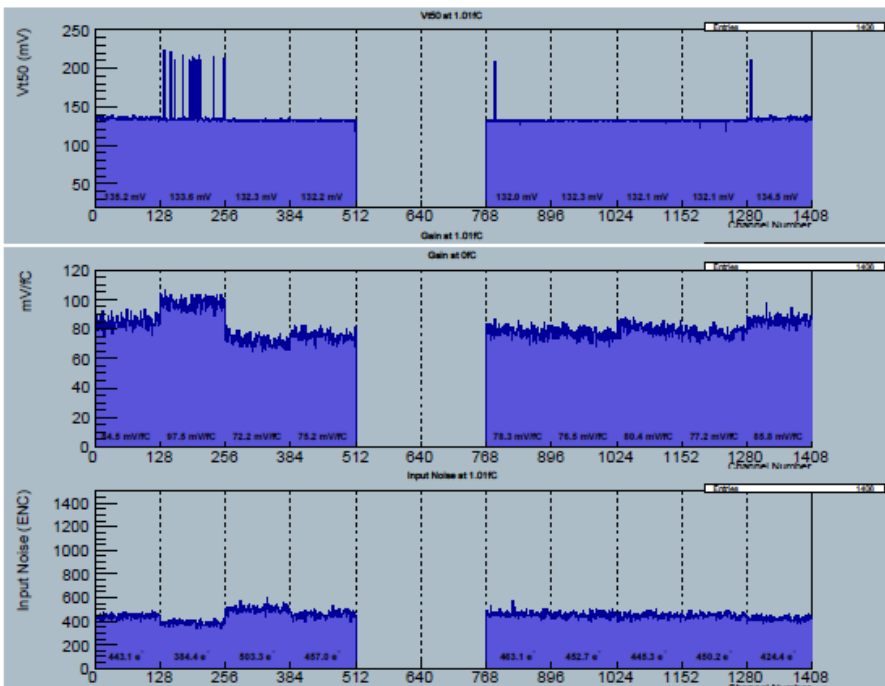 Vt50 at 1.01fC
Entries 1408
Vt50 (mV)
250
200
150
100
50
135.2 mV 133.6 mV 132.3 mV 132.2 mV 132.0 mV 132.3 mV 132.1 mV 132.1 mV 134.5 mV
0 128 256 384 512 640 768 896 1024 1152 1280 1408
Channel Number
Gain at 1.01fC
Gain at 0fC
Entries 1408
mV/fC
120
100
80
60
40
20
0
84.5 mV/fC 97.5 mV/fC 72.2 mV/fC 75.2 mV/fC 78.3 mV/fC 76.5 mV/fC 80.4 mV/fC 77.2 mV/fC 85.8 mV/fC
0 128 256 384 512 640 768 896 1024 1152 1280 1408
Channel Number
Input Noise at 1.01fC
Entries 1408
Input Noise (ENC)
1400
1200
1000
800
600
400
200
0
443.1 e⁻ 384.4 e⁻ 503.3 e⁻ 457.0 e⁻ 463.1 e⁻ 452.7 e⁻ 445.3 e⁻ 450.2 e⁻ 424.4 e⁻
0 128 256 384 512 640 768 896 1024 1152 1280 1408